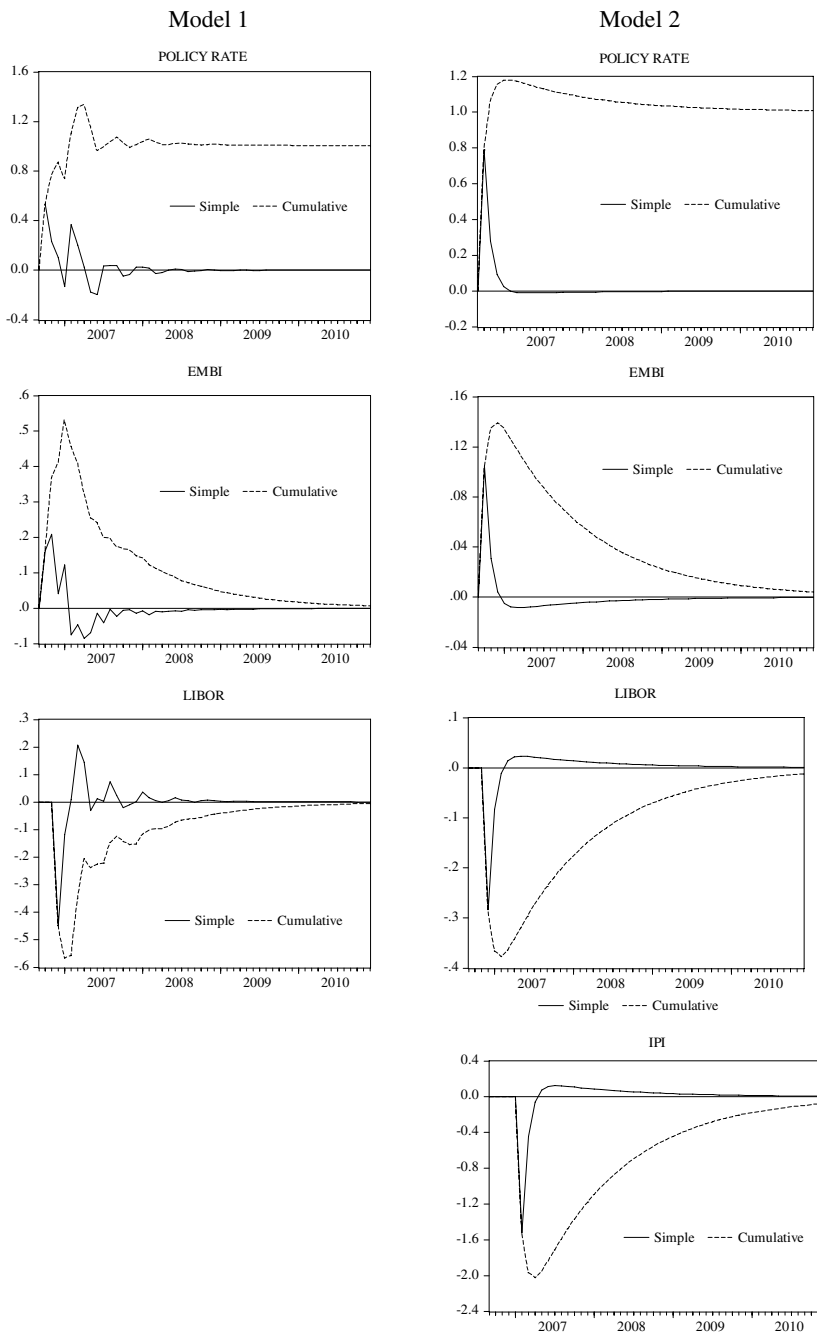 Model 1
POLICY RATE
1.6
1.2
0.8
0.4
0.0
-0.4
Simple Cumulative
2007 2008 2009 2010
EMBI
.6
.5
.4
.3
.2
.1
.0
-.1
Simple Cumulative
2007 2008 2009 2010
LIBOR
.3
.2
.1
.0
-.1
-.2
-.3
-.4
-.5
-.6
Simple Cumulative
2007 2008 2009 2010
Model 2
POLICY RATE
1.2
1.0
0.8
0.6
0.4
0.2
0.0
-0.2
Simple Cumulative
2007 2008 2009 2010
EMBI
.16
.12
.08
.04
.00
-.04
Simple Cumulative
2007 2008 2009 2010
LIBOR
.1
.0
-.1
-.2
-.3
-.4
2007 2008 2009 2010
Simple Cumulative
IPI
0.4
0.0
-0.4
-0.8
-1.2
-1.6
-2.0
-2.4
Simple Cumulative
2007 2008 2009 2010